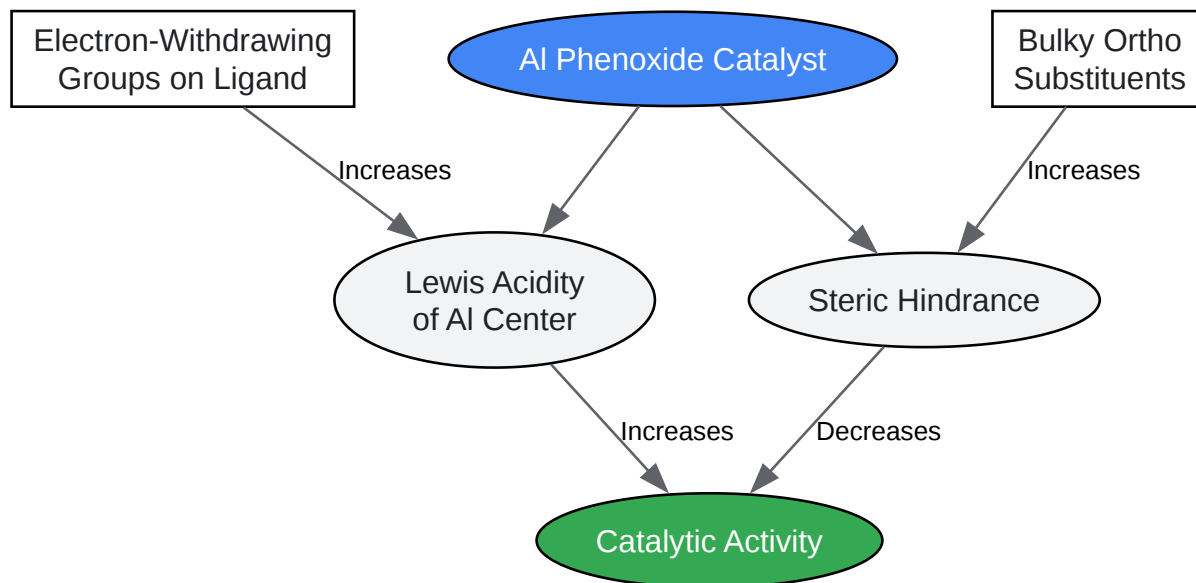 Electron-Withdrawing
Groups on Ligand
Al Phenoxide Catalyst
Bulky Ortho
Substituents
Increases
Increases
Lewis Acidity
of Al Center
Steric Hindrance
Increases
Decreases
Catalytic Activity